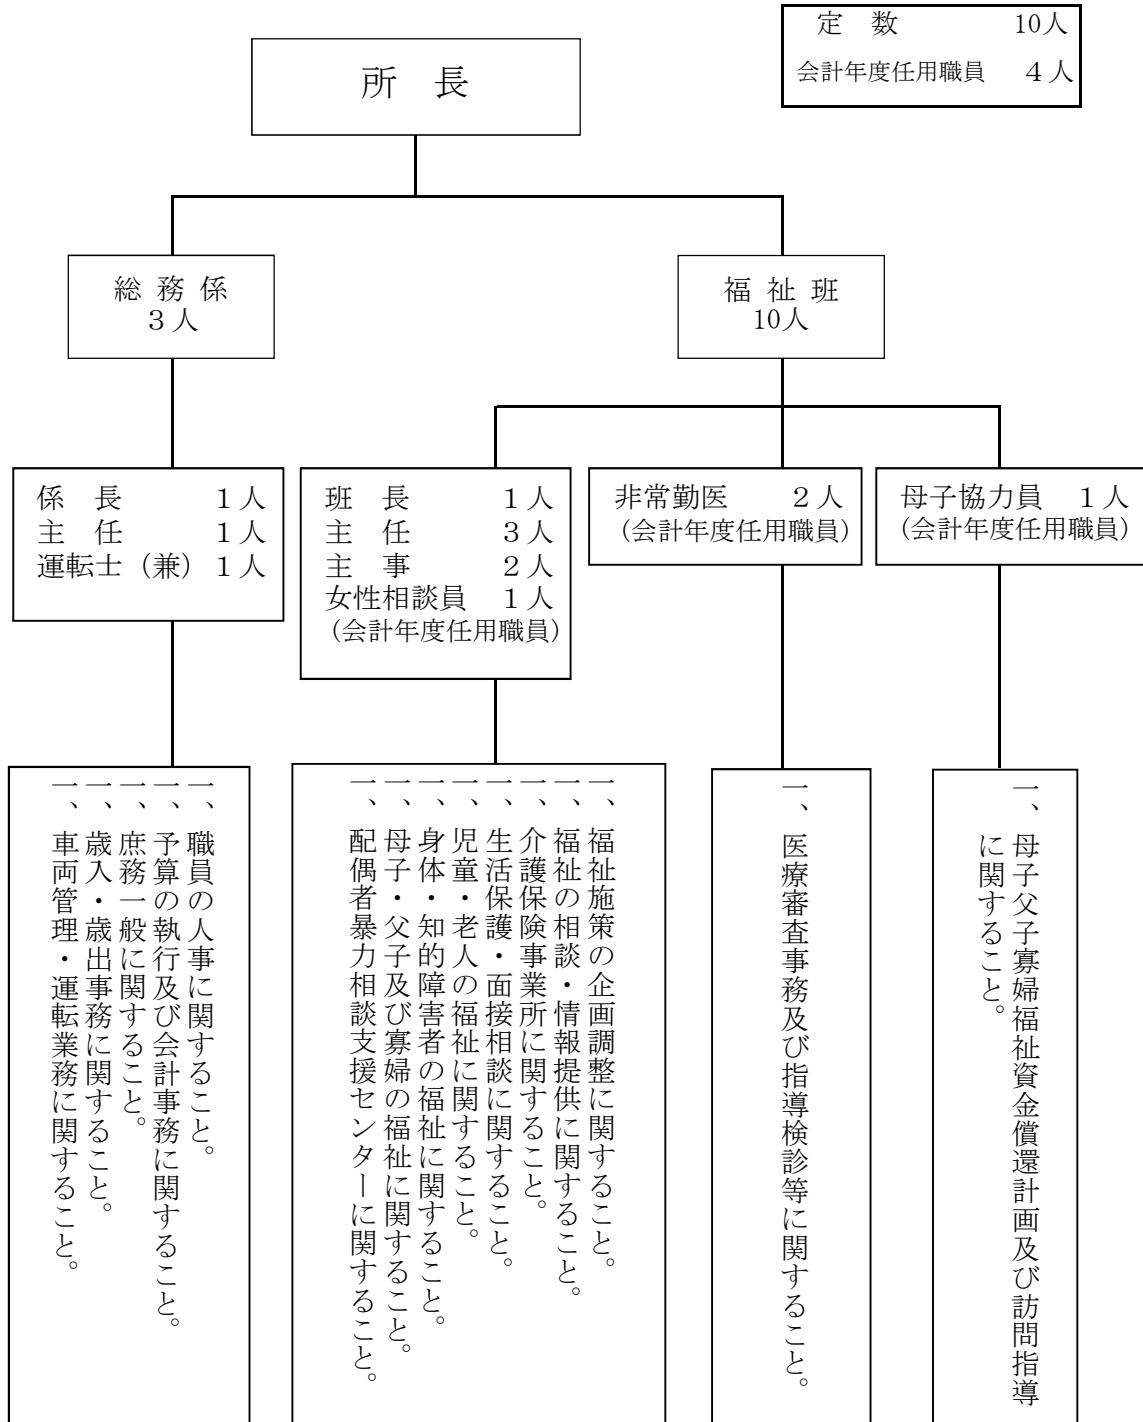 定　数　　　10人
会計年度任用職員　４人
所　長
総 務 係
３人
福 祉 班
10人
係　長　　　１人
主　任　　　１人
運転士（兼）１人
班　長　　　１人
主　任　　　３人
主　事　　　２人
女性相談員　１人
（会計年度任用職員）
非常勤医　　２人
（会計年度任用職員）
母子協力員　１人
（会計年度任用職員）
一、職員の人事に関すること。
一、予算の執行及び会計事務に関すること。
一、庶務一般に関すること。
一、歳入・歳出事務に関すること。
一、車両管理・運転業務に関すること。
一、福祉施策の企画調整に関すること。
一、福祉の相談・情報提供に関すること。
一、介護保険事業所に関すること。
一、生活保護・面接相談に関すること。
一、児童・老人の福祉に関すること。
一、身体・知的障害者の福祉に関すること。
一、母子・父子及び寡婦の福祉に関すること。
一、配偶者暴力相談支援センターに関すること。
一、医療審査事務及び指導検診等に関すること。
一、母子父子寡婦福祉資金償還計画及び訪問指導
に関すること。